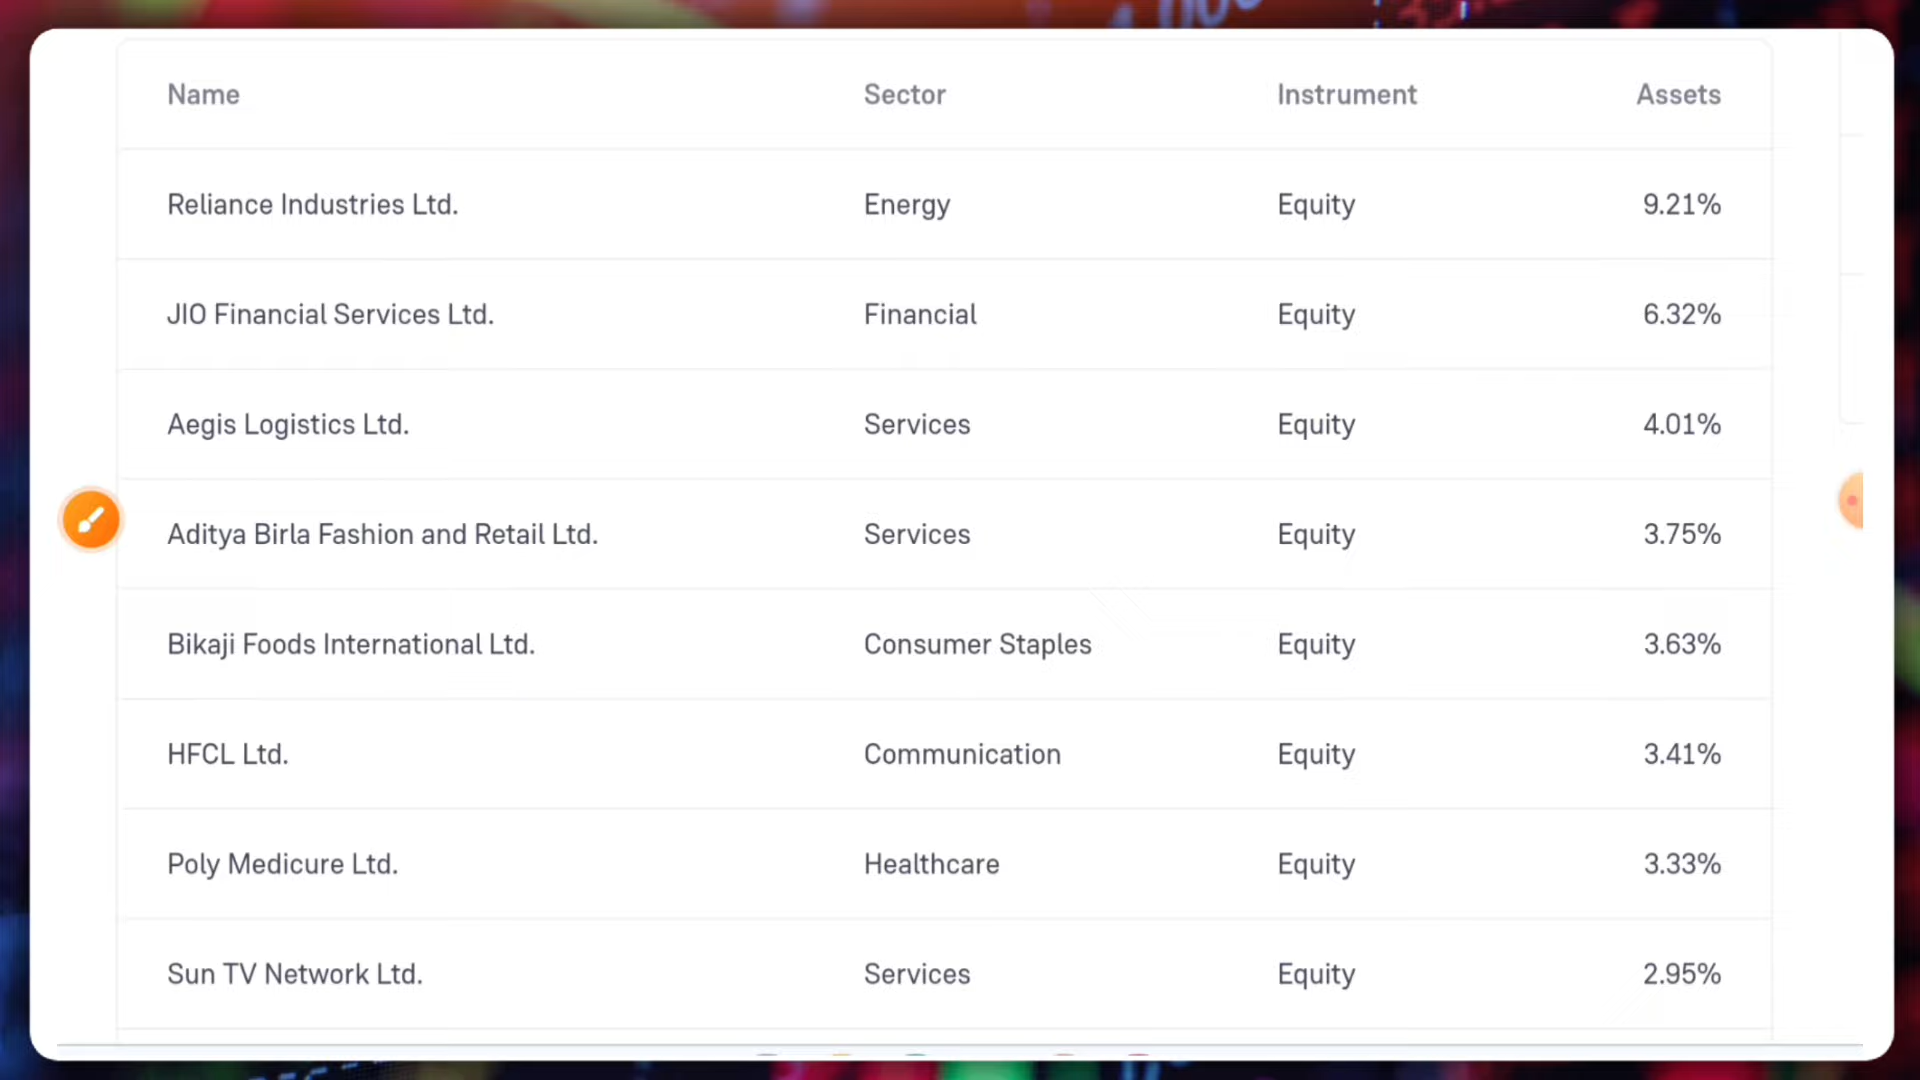 Name Sector Instrument Assets
Reliance Industries Ltd. Energy Equity 9.21%
JIO Financial Services Ltd. Financial Equity 6.32%
Aegis Logistics Ltd. Services Equity 4.01%
Aditya Birla Fashion and Retail Ltd. Services Equity 3.75%
Bikaji Foods International Ltd. Consumer Staples Equity 3.63%
HFCL Ltd. Communication Equity 3.41%
Poly Medicure Ltd. Healthcare Equity 3.33%
Sun TV Network Ltd. Services Equity 2.95%